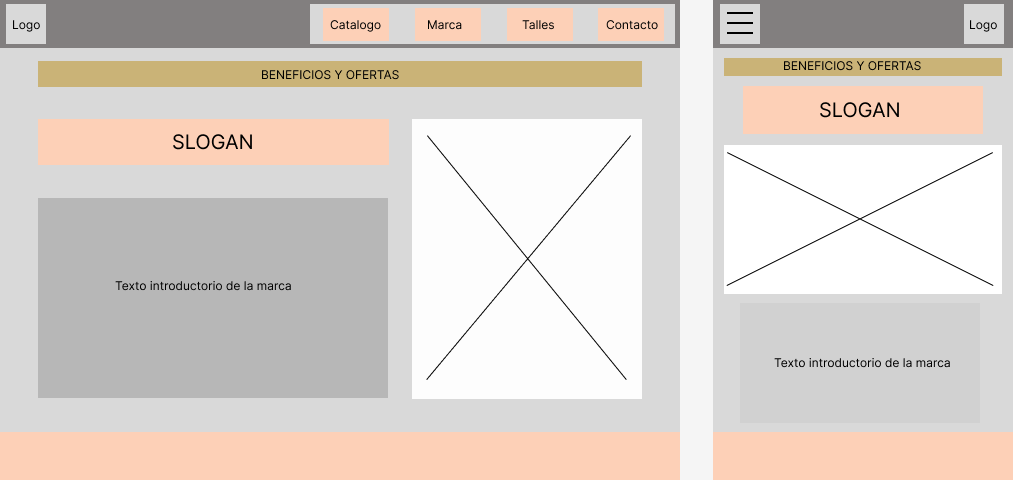 Logo
Catalogo
Marca
Talles
Contacto
BENEFICIOS Y OFERTAS
SLOGAN
Texto introductorio de la marca
Logo
BENEFICIOS Y OFERTAS
SLOGAN
Texto introductorio de la marca